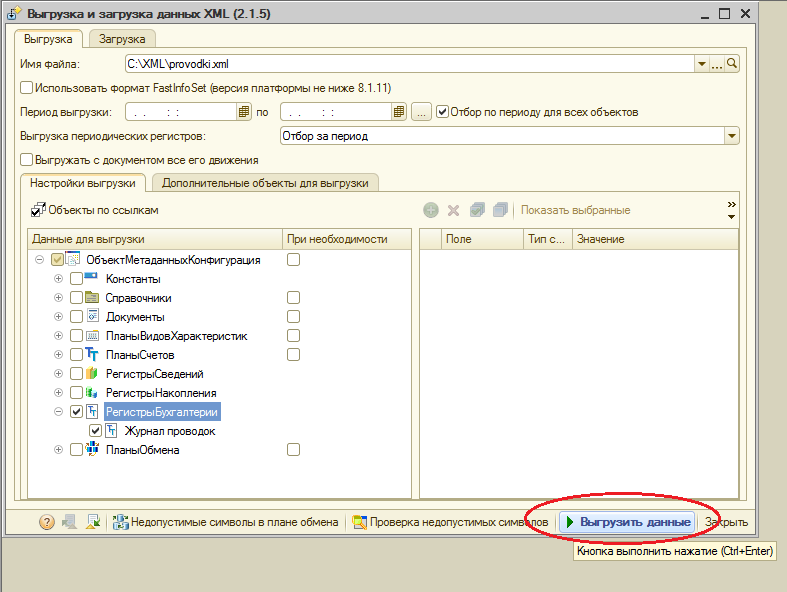 Выгрузка и загрузка данных XML (2.1.5)
Выгрузка Загрузка
Имя файла: C:\XML\provodki.xml
Использовать формат FastInfoSet (версия платформы не ниже 8.1.11)
Период выгрузки: . . : : по . . : : ... Отбор по периоду для всех объектов
Выгрузка периодических регистров: Отбор за период
Выгружать с документом все его движения
Настройки выгрузки Дополнительные объекты для выгрузки
Объекты по ссылкам Показать выбранные
Данные для выгрузки При необходимости Поле Тип с... Значение
ОбъектМетаданныхКонфигурация
Константы
Справочники
Документы
ПланыВидовХарактеристик
ПланыСчетов
РегистрыСведений
РегистрыНакопления
РегистрыБухгалтерии
Журнал проводок
ПланыОбмена
Недопустимые символы в плане обмена Проверка недопустимых символов Выгрузить данные Закрыть
Кнопка выполнить нажатие (Ctrl+Enter)